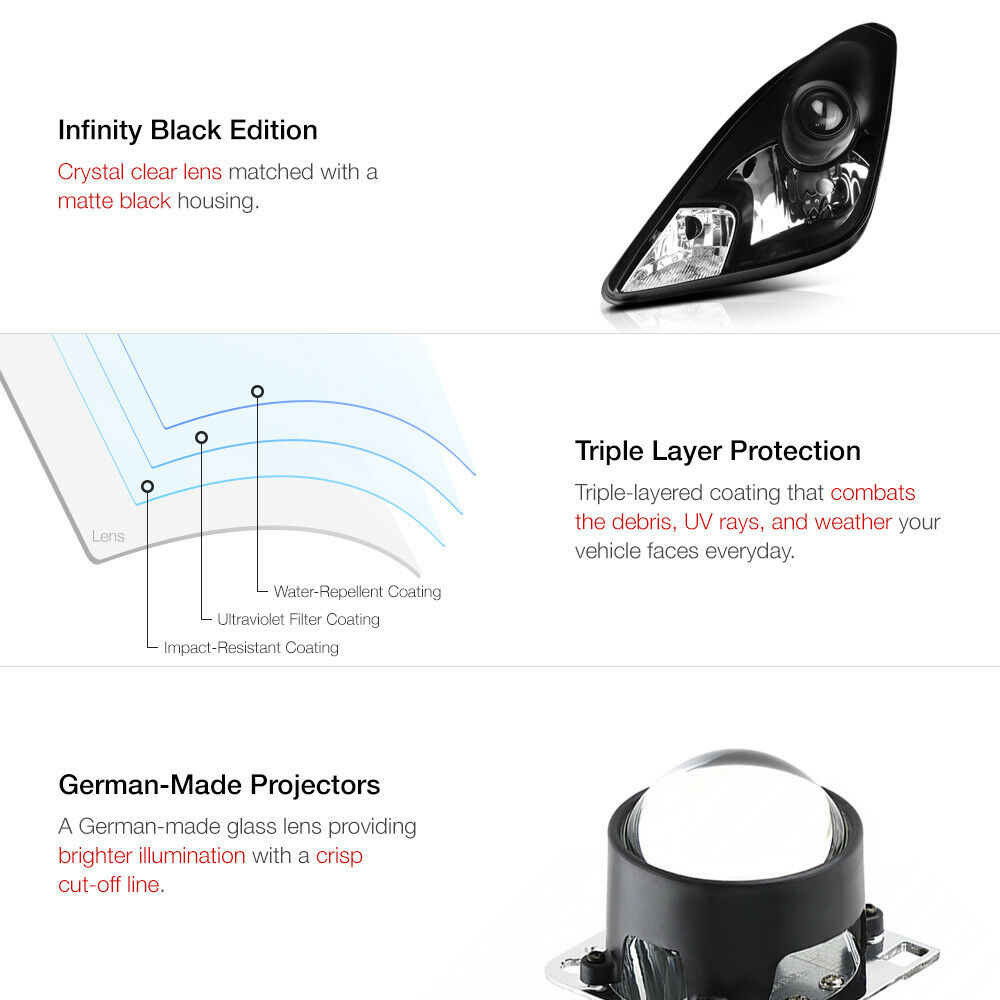 Infinity Black Edition
Crystal clear lens matched with a
matte black housing.
Lens
Water-Repellent Coating
Ultraviolet Filter Coating
Impact-Resistant Coating
Triple Layer Protection
Triple-layered coating that combats
the debris, UV rays, and weather your
vehicle faces everyday.
German-Made Projectors
A German-made glass lens providing
brighter illumination with a crisp
cut-off line.